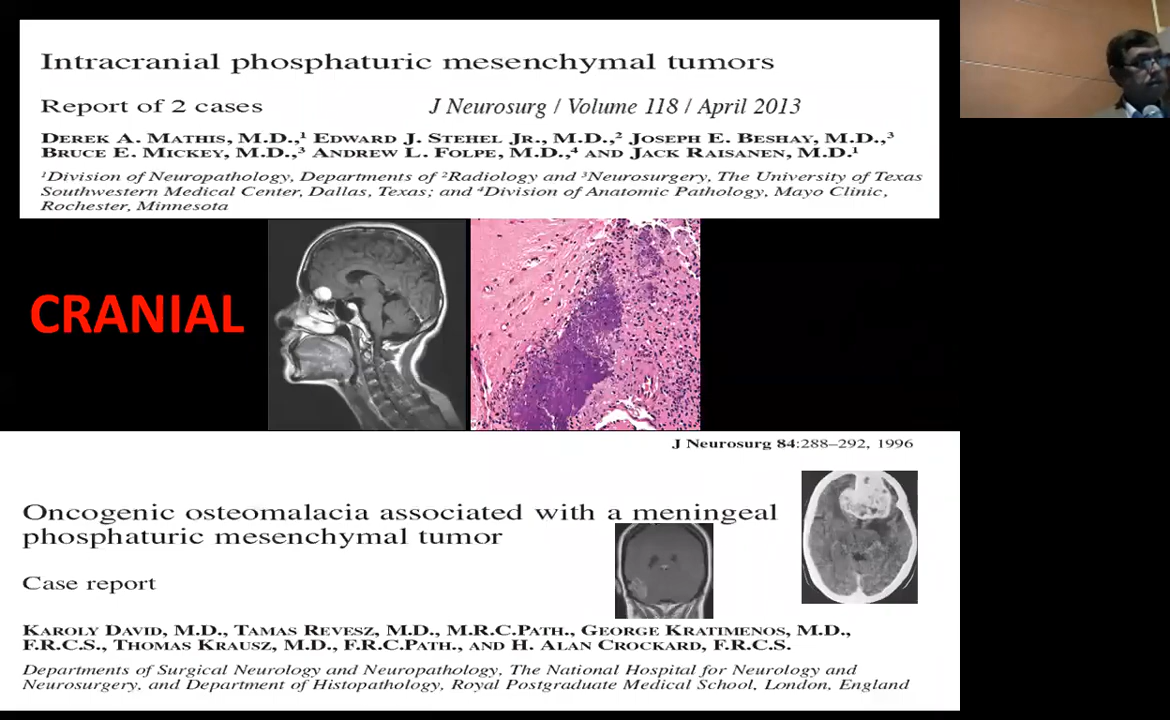 Intracranial phosphaturic mesenchymal tumors
Report of 2 cases
J Neurosurg / Volume 118 / April 2013
DEREK A. MATHIS, M.D.,¹ EDWARD J. STEHEL JR., M.D.,² JOSEPH E. BESHAY, M.D.,³
BRUCE E. MICKEY, M.D.,³ ANDREW L. FOLPE, M.D.,⁴ AND JACK RAISANEN, M.D.¹
¹Division of Neuropathology, Departments of ²Radiology and ³Neurosurgery, The University of Texas
Southwestern Medical Center, Dallas, Texas; and ⁴Division of Anatomic Pathology, Mayo Clinic,
Rochester, Minnesota
CRANIAL
J Neurosurg 84:288–292, 1996
Oncogenic osteomalacia associated with a meningeal
phosphaturic mesenchymal tumor
Case report
KAROLY DAVID, M.D., TAMAS REVESZ, M.D., M.R.C.PATH., GEORGE KRATIMENOS, M.D.,
F.R.C.S., THOMAS KRAUSZ, M.D., F.R.C.PATH., AND H. ALAN CROCKARD, F.R.C.S.
Departments of Surgical Neurology and Neuropathology, The National Hospital for Neurology and
Neurosurgery, and Department of Histopathology, Royal Postgraduate Medical School, London, England